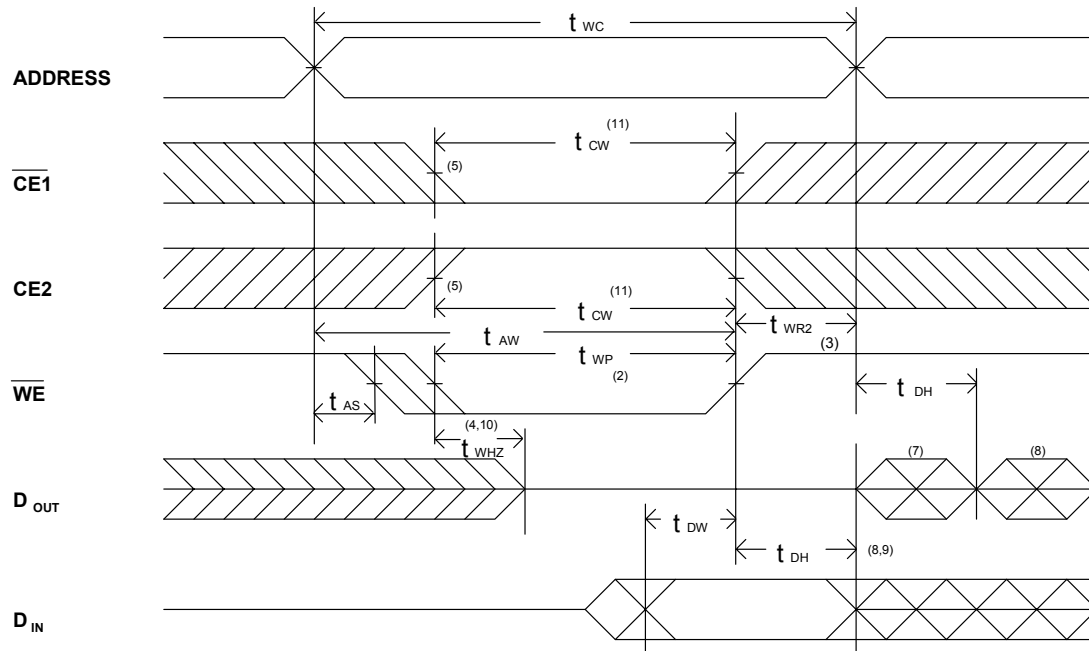 t WC
ADDRESS
t CW (11)
CE1
(5)
CE2
(5)
t CW (11)
t WR2
t AW
t WP (2)
(3)
WE
t AS
t DH
(4,10)
t WHZ
(7)
(8)
D OUT
t DW
t DH
(8,9)
D IN